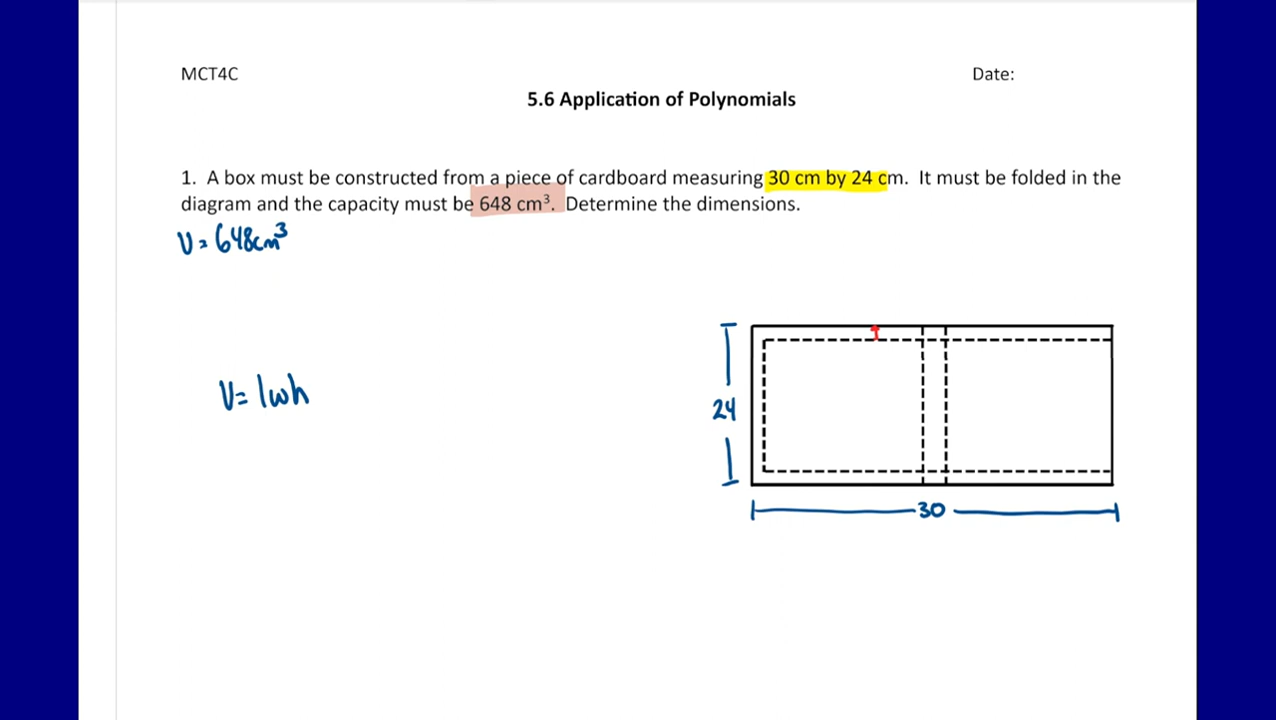 MCT4C Date:
5.6 Application of Polynomials
1. A box must be constructed from a piece of cardboard measuring 30 cm by 24 cm. It must be folded in the
diagram and the capacity must be 648 cm³. Determine the dimensions.
V = 648cm³
V = lwh
24
30